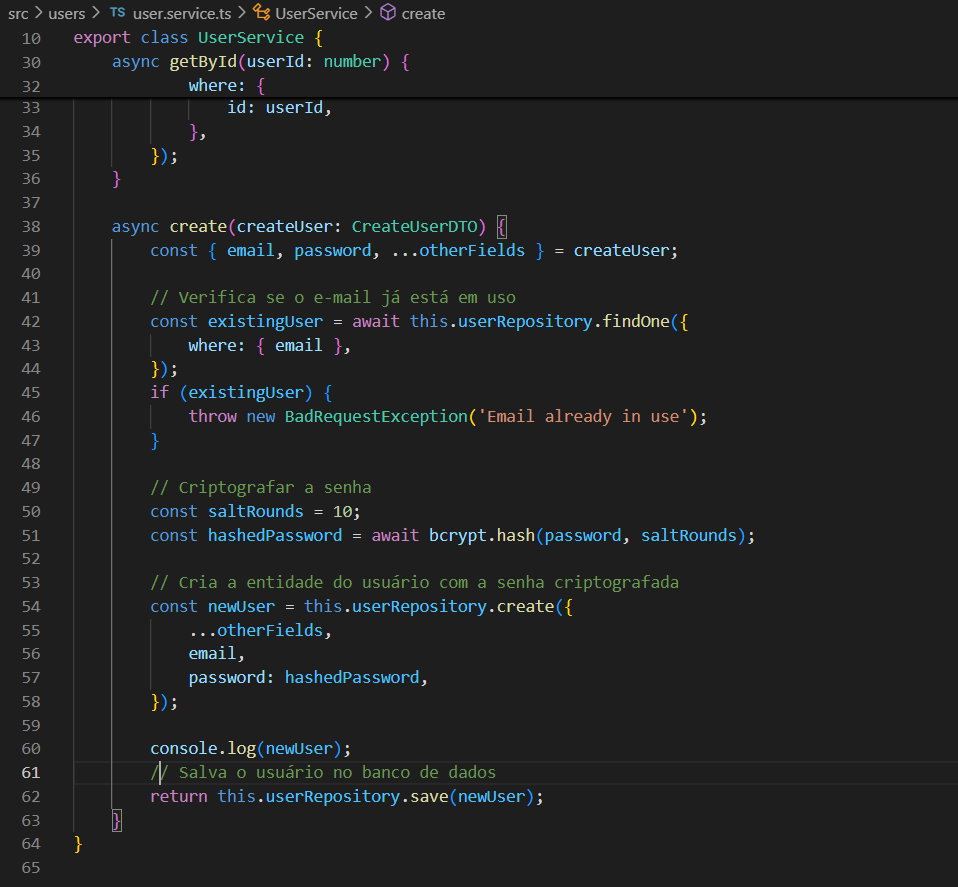 src > users > TS user.service.ts > UserService > create
10 export class UserService {
30 async getById(userId: number) {
32 where: {
33 id: userId,
34 },
35 });
36 }
37
38 async create(createUser: CreateUserDTO) {
39 const { email, password, ...otherFields } = createUser;
40
41 // Verifica se o e-mail já está em uso
42 const existingUser = await this.userRepository.findOne({
43 where: { email },
44 });
45 if (existingUser) {
46 throw new BadRequestException('Email already in use');
47 }
48
49 // Criptografar a senha
50 const saltRounds = 10;
51 const hashedPassword = await bcrypt.hash(password, saltRounds);
52
53 // Cria a entidade do usuário com a senha criptografada
54 const newUser = this.userRepository.create({
55 ...otherFields,
56 email,
57 password: hashedPassword,
58 });
59
60 console.log(newUser);
61 // Salva o usuário no banco de dados
62 return this.userRepository.save(newUser);
63 }
64 }
65